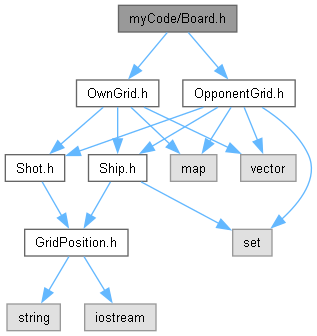 myCode/Board.h
OwnGrid.h
OpponentGrid.h
Shot.h
Ship.h
map
vector
GridPosition.h
set
string
iostream